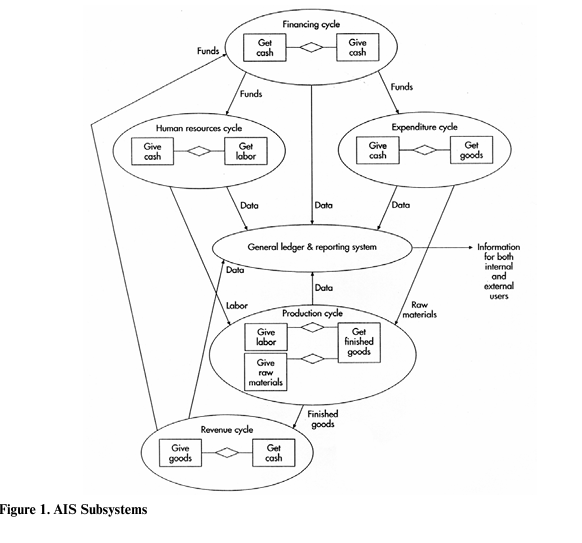 Financing cycle
Get
cash
Give
cash
Funds
Funds
Funds
Human resources cycle
Give
cash
Get
labor
Expenditure cycle
Give
cash
Get
goods
Data
Data
Data
General ledger & reporting system
Information
for both
internal
and
external
users
Data
Data
Labor
Raw
materials
Production cycle
Give
labor
Get
finished
goods
Give
raw
materials
Finished
goods
Revenue cycle
Give
goods
Get
cash
Figure 1. AIS Subsystems